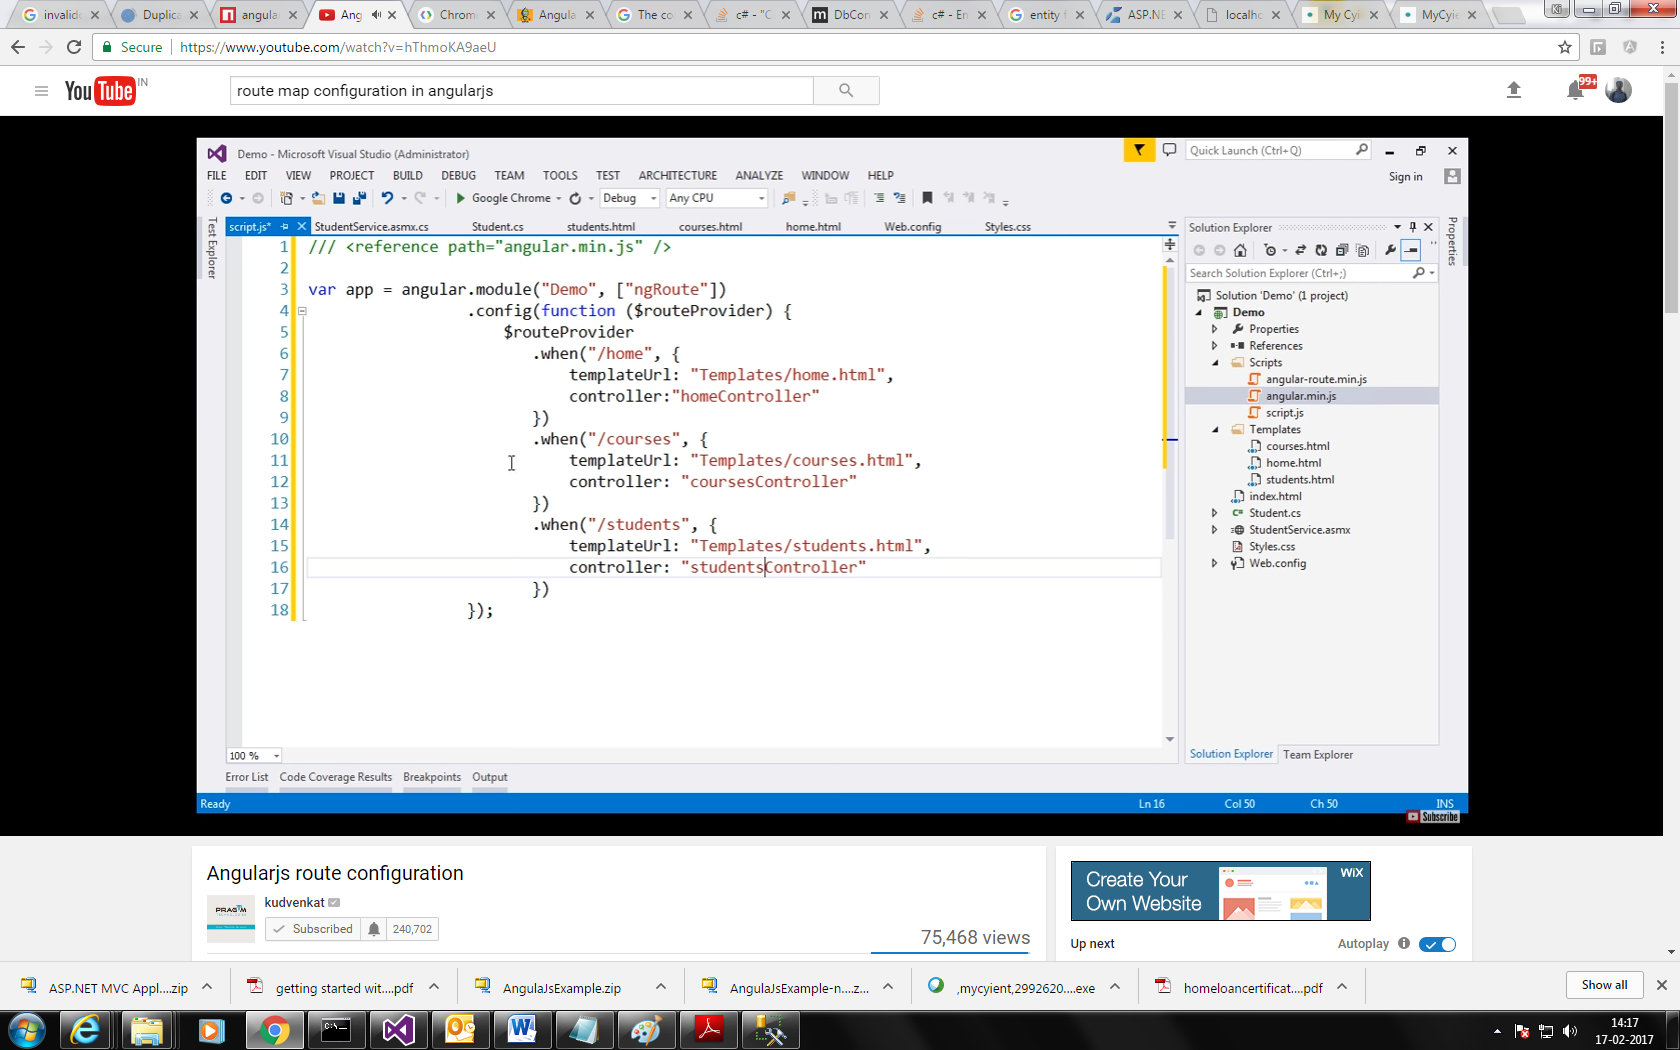 invalid
Duplica
angula
Ang
Chrom
Angula
The co
c# - "C
DbCon
c# - En
entity f
ASP.NE
localho
My Cyi
MyCyie
Ki
Secure
https://www.youtube.com/watch?v=hThmoKA9aeU
YouTube IN
route map configuration in angularjs
99+
Demo - Microsoft Visual Studio (Administrator)
Quick Launch (Ctrl+Q)
FILE EDIT VIEW PROJECT BUILD DEBUG TEAM TOOLS TEST ARCHITECTURE ANALYZE WINDOW HELP
Sign in
Google Chrome
Debug
Any CPU
Test Explorer
script.js*
StudentService.asmx.cs
Student.cs
students.html
courses.html
home.html
Web.config
Styles.css
1 /// <reference path="angular.min.js" />
2
3 var app = angular.module("Demo", ["ngRoute"])
4 .config(function ($routeProvider) {
5 $routeProvider
6 .when("/home", {
7 templateUrl: "Templates/home.html",
8 controller:"homeController"
9 })
10 .when("/courses", {
11 templateUrl: "Templates/courses.html",
12 controller: "coursesController"
13 })
14 .when("/students", {
15 templateUrl: "Templates/students.html",
16 controller: "studentsController"
17 })
18 });
100 %
Error List
Code Coverage Results
Breakpoints
Output
Ready
Ln 16
Col 50
Ch 50
INS
Subscribe
Solution Explorer
Properties
Search Solution Explorer (Ctrl+;)
Solution 'Demo' (1 project)
Demo
Properties
References
Scripts
angular-route.min.js
angular.min.js
script.js
Templates
courses.html
home.html
students.html
index.html
Student.cs
StudentService.asmx
Styles.css
Web.config
Solution Explorer
Team Explorer
Angularjs route configuration
PRAGIM
kudvenkat
Subscribed
240,702
75,468 views
Create Your
Own Website
WiX
Up next
Autoplay
ASP.NET MVC Appl....zip
getting started wit....pdf
AngulaJsExample.zip
AngulaJsExample-n....z...
,mycyient,2992620....exe
homeloancertificat....pdf
Show all
14:17
17-02-2017